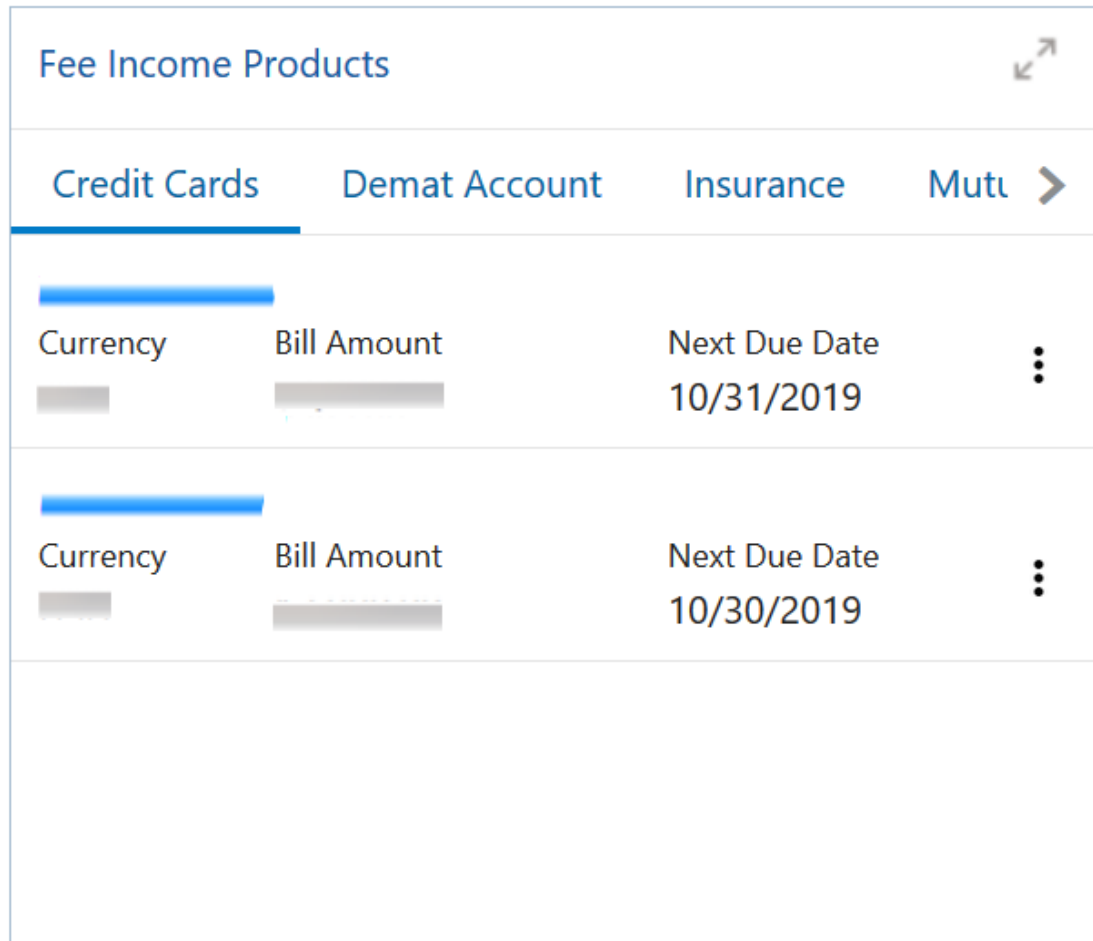 Fee Income Products
Credit Cards Demat Account Insurance
Currency Bill Amount Next Due Date
10/31/2019
Currency Bill Amount Next Due Date
10/30/2019